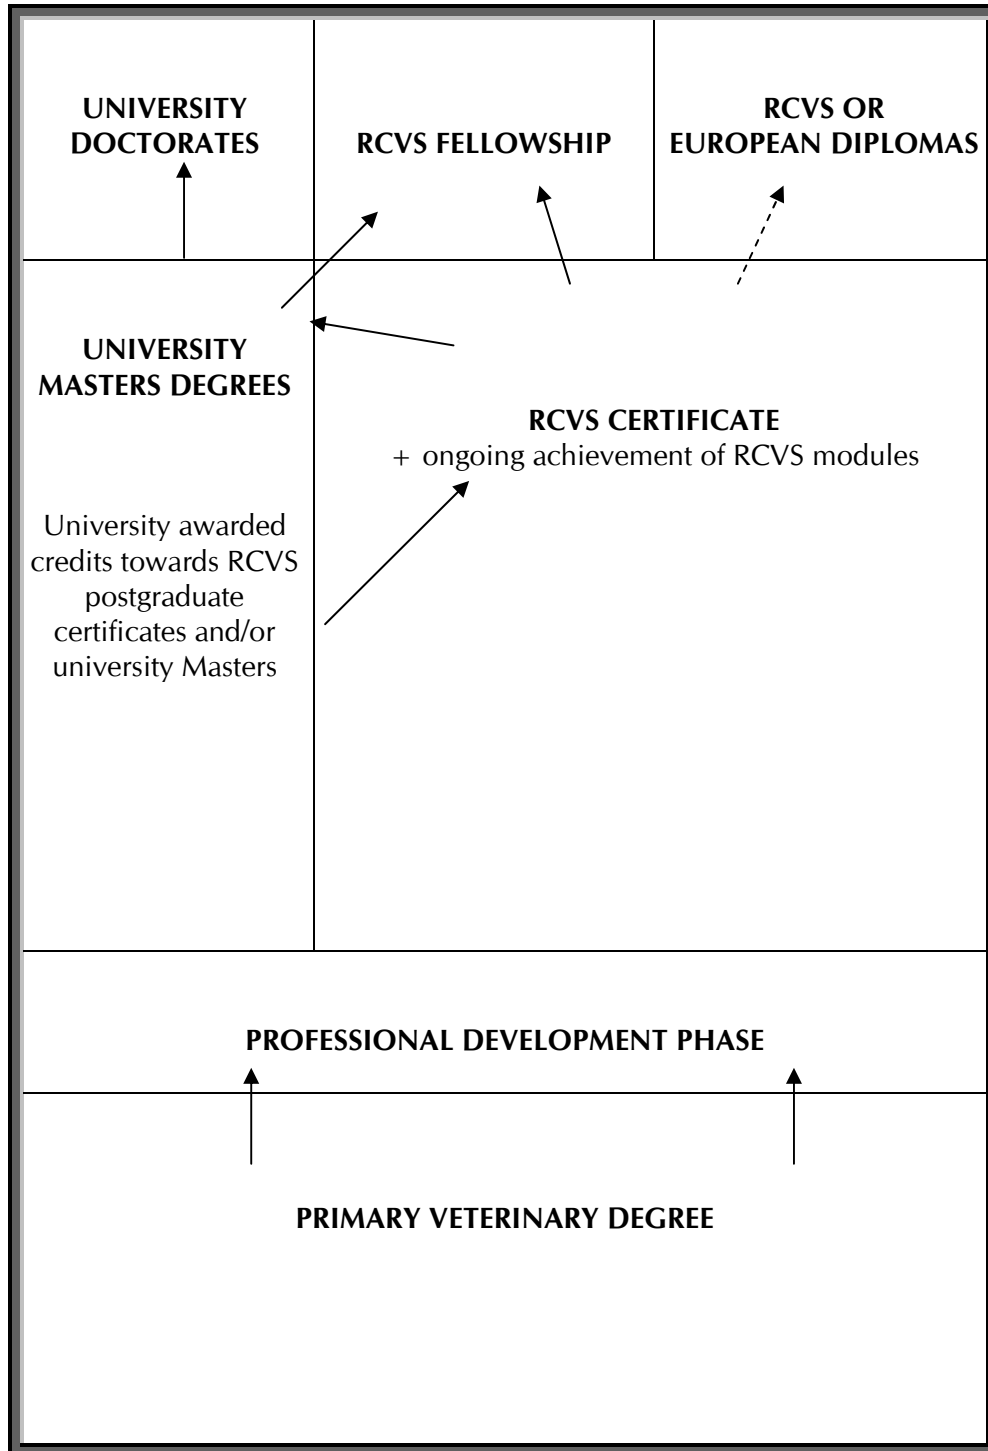 UNIVERSITY
DOCTORATES
RCVS FELLOWSHIP
RCVS OR
EUROPEAN DIPLOMAS
UNIVERSITY
MASTERS DEGREES
RCVS CERTIFICATE
+ ongoing achievement of RCVS modules
University awarded
credits towards RCVS
postgraduate
certificates and/or
university Masters
PROFESSIONAL DEVELOPMENT PHASE
PRIMARY VETERINARY DEGREE